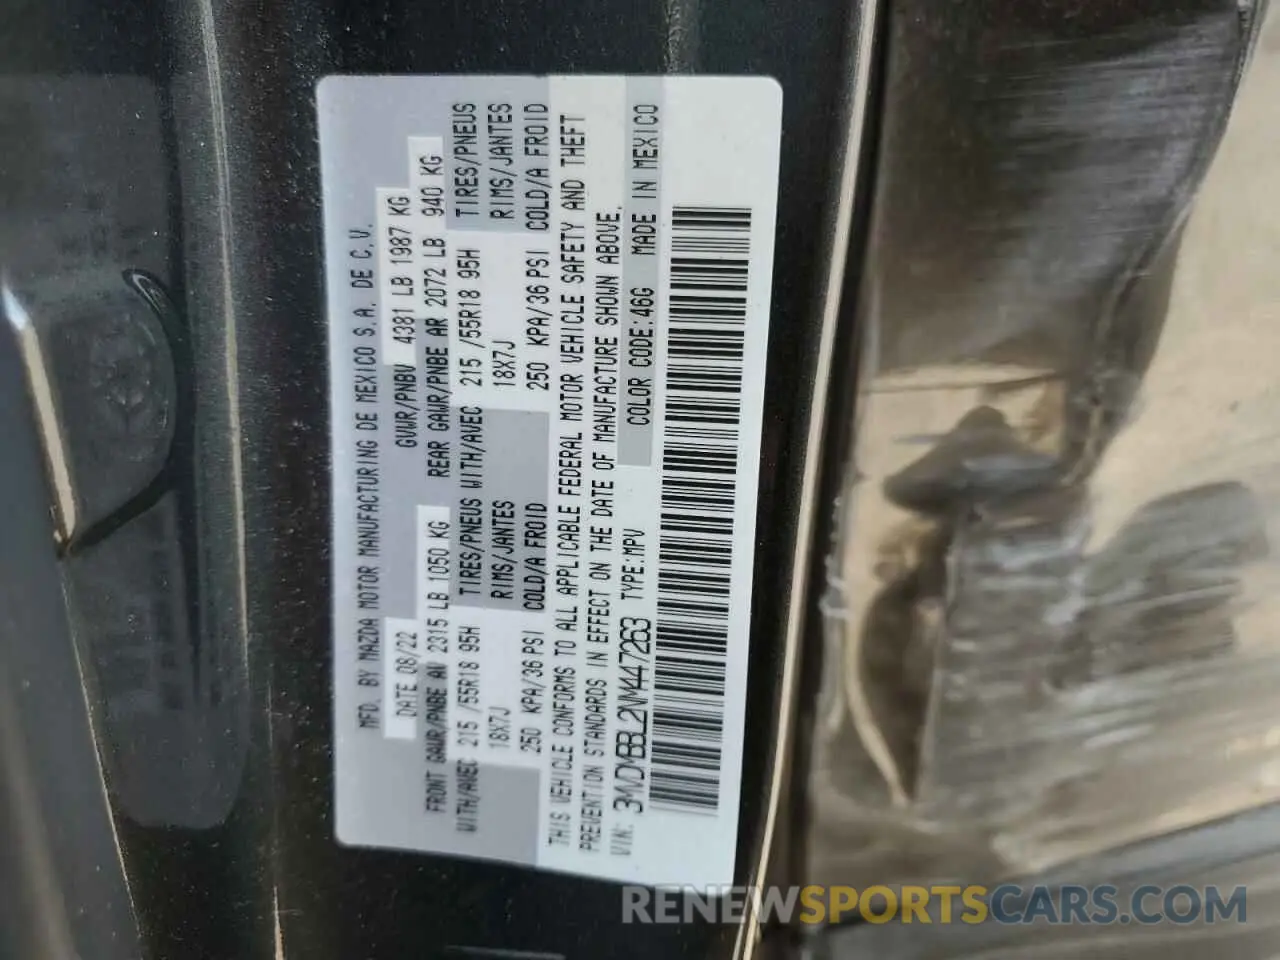 MFD. BY MAZDA MOTOR MANUFACTURING DE MEXICO S.A. DE C.V.
DATE 08/22 GVWR/PNBV 4381 LB 1987 KG
FRONT GAWR/PNBE AV 2315 LB 1050 KG REAR GAWR/PNBE AR 2072 LB 940 KG
WITH/AVEC 215 /55R18 95H TIRES/PNEUS WITH/AVEC 215 /55R18 95H TIRES/PNEUS
18X7J RIMS/JANTES 18X7J RIMS/JANTES
250 KPA/36 PSI COLD/A FROID 250 KPA/36 PSI COLD/A FROID
THIS VEHICLE CONFORMS TO ALL APPLICABLE FEDERAL MOTOR VEHICLE SAFETY AND THEFT
PREVENTION STANDARDS IN EFFECT ON THE DATE OF MANUFACTURE SHOWN ABOVE.
VIN: 3MVDMBBL2NM447263 TYPE:MPV COLOR CODE:46G MADE IN MEXICO
RENEWSPORTSCARS.COM